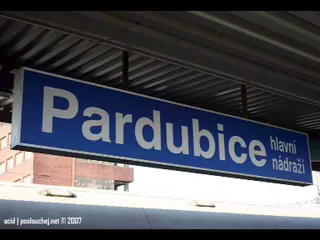 Pardubice
hlavní
nádraží
acid | poslouchej.net © 2007